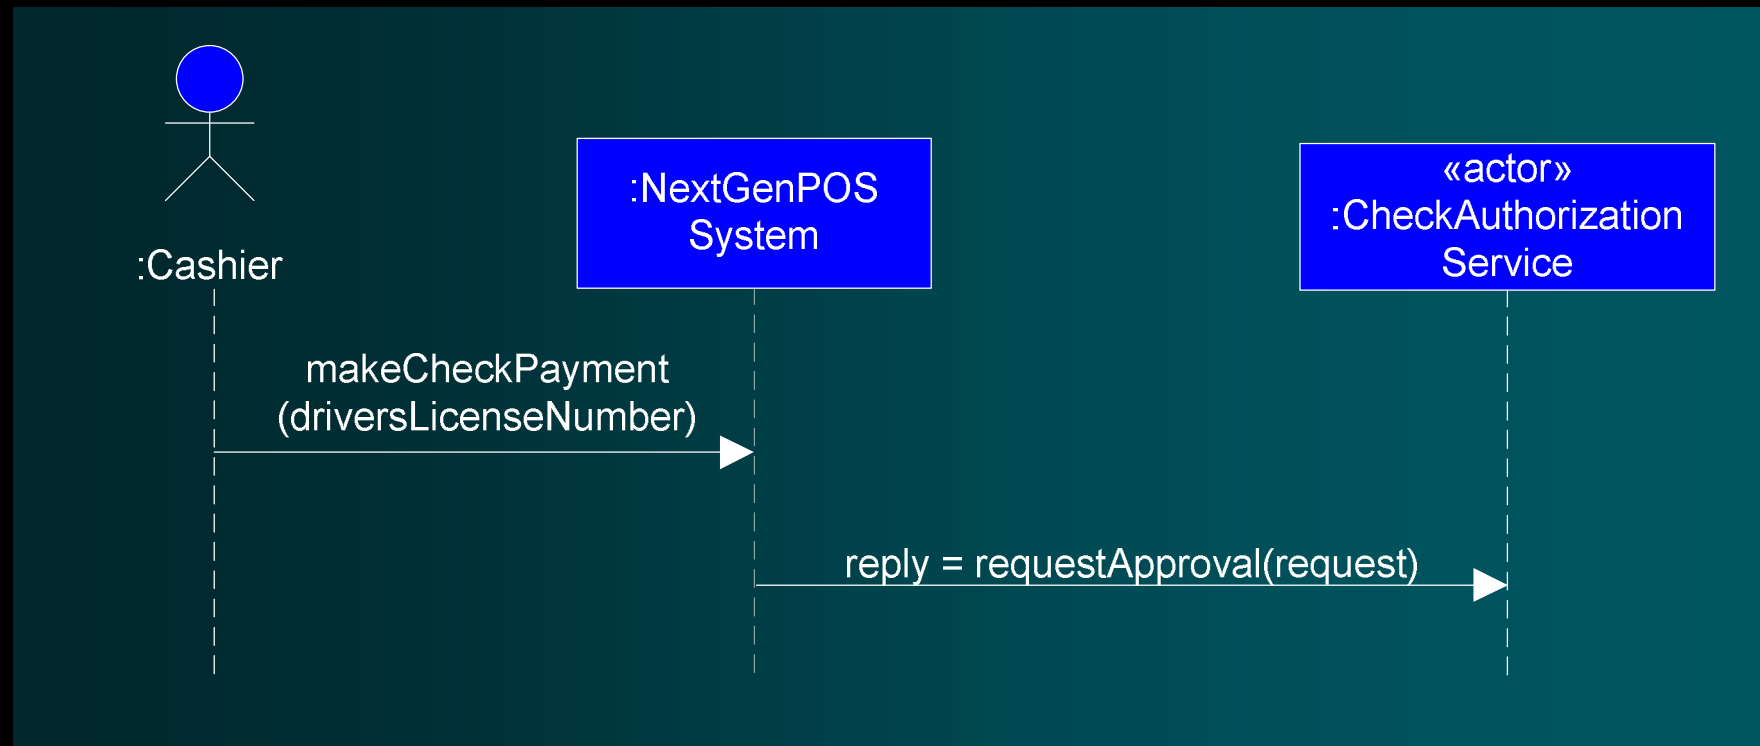 :Cashier
:NextGenPOS
System
«actor»
:CheckAuthorization
Service
makeCheckPayment
(driversLicenseNumber)
reply = requestApproval(request)